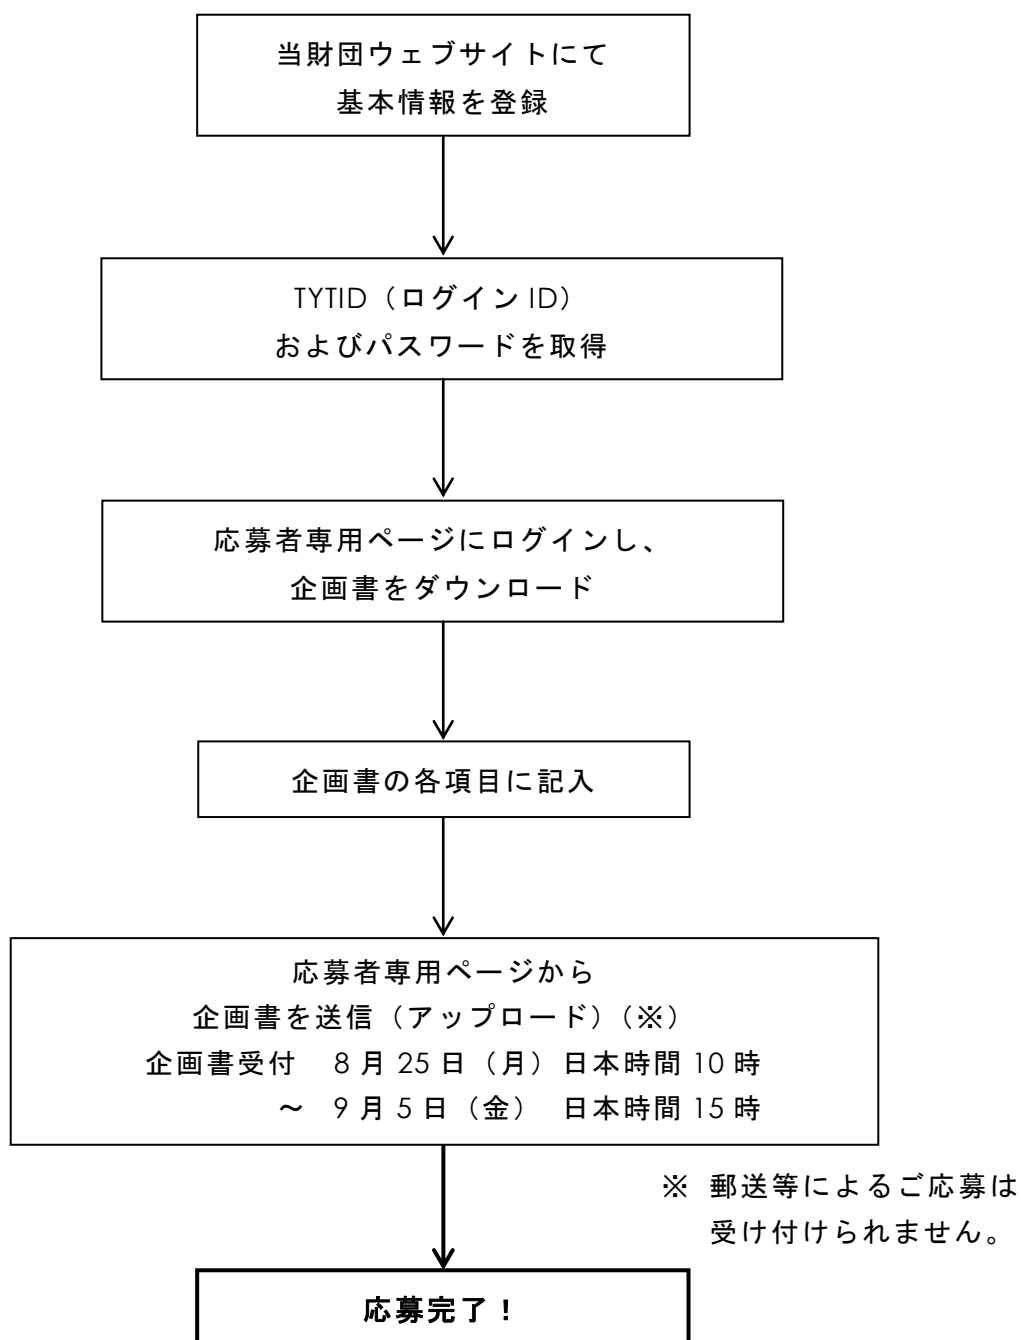 当財団ウェブサイトにて
基本情報を登録
TYTID（ログイン ID）
およびパスワードを取得
応募者専用ページにログインし、
企画書をダウンロード
企画書の各項目に記入
応募者専用ページから
企画書を送信（アップロード）（※）
企画書受付　8 月 25 日（月）日本時間 10 時
～　9 月 5 日（金）　日本時間 15 時
※　郵送等によるご応募は
受け付けられません。
応募完了！